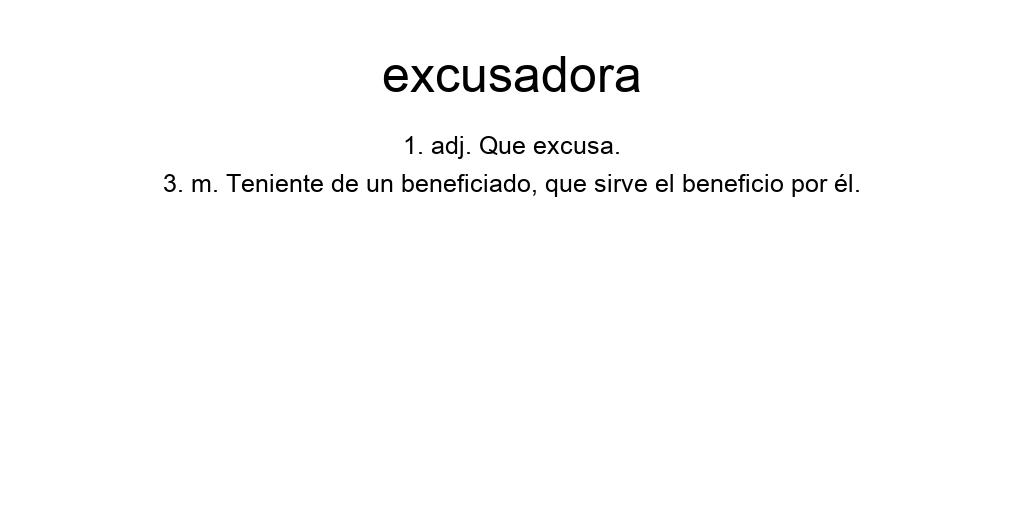 excusadora
1. adj. Que excusa.
3. m. Teniente de un beneficiado, que sirve el beneficio por él.